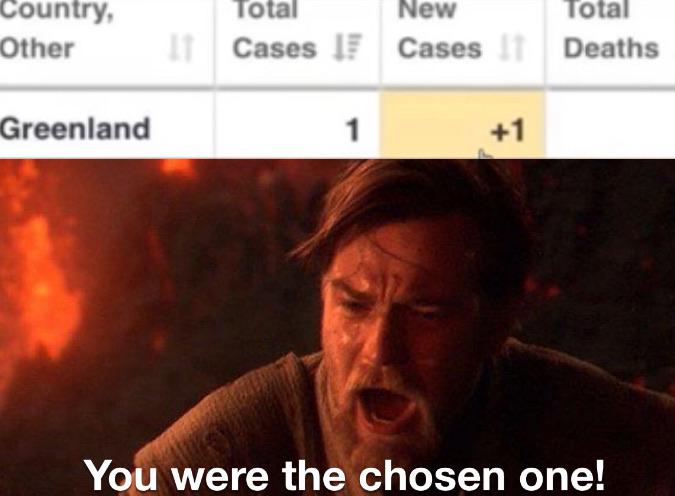 Country, Total New Total
Other Cases Cases Deaths
Greenland 1 +1
You were the chosen one!